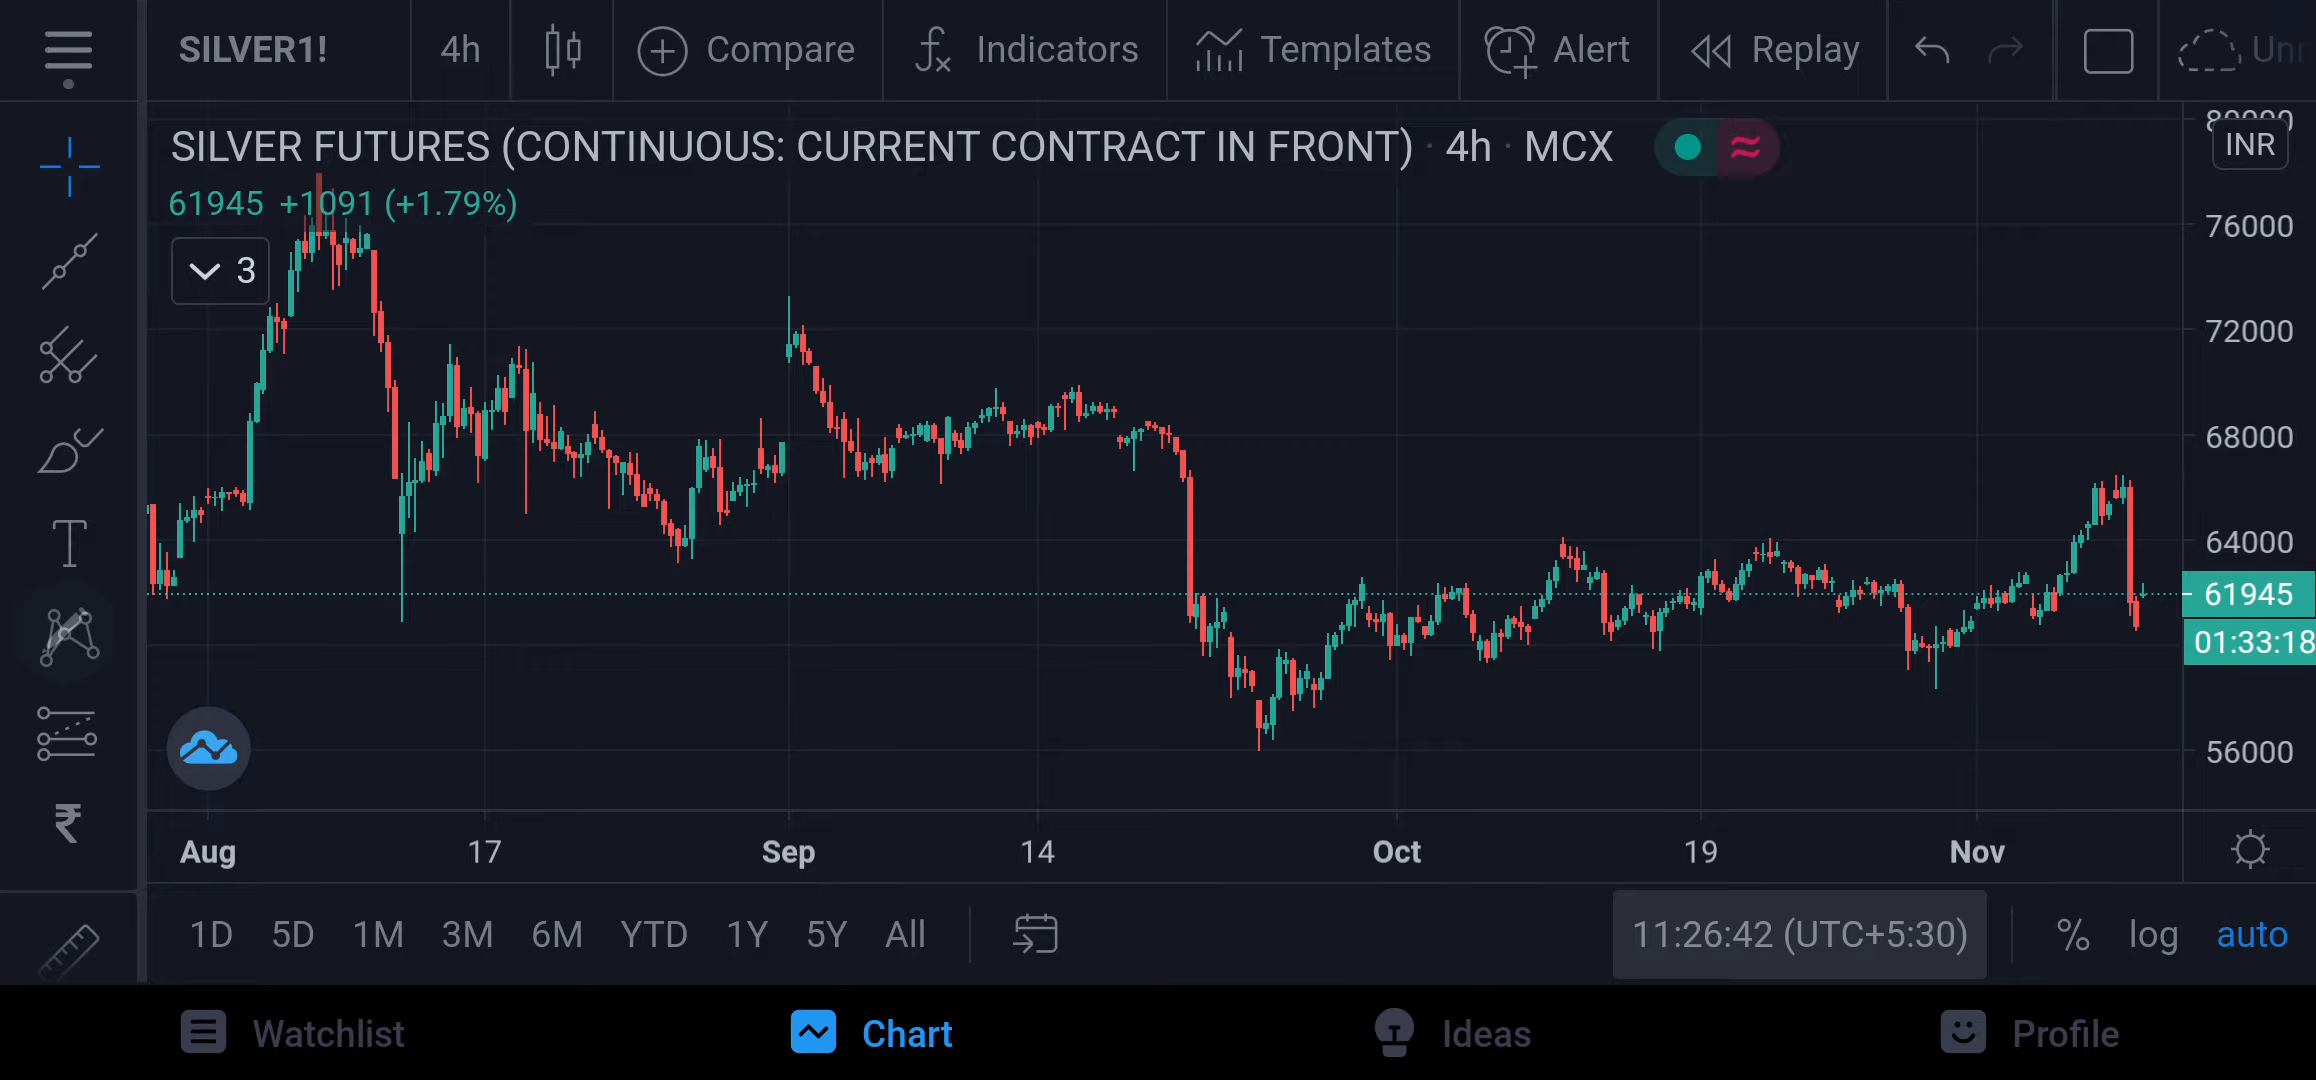 SILVER1!
4h
Compare
Indicators
Templates
Alert
Replay
SILVER FUTURES (CONTINUOUS: CURRENT CONTRACT IN FRONT) · 4h · MCX
61945 +1091 (+1.79%)
3
80000
INR
76000
72000
68000
64000
61945
01:33:18
56000
Aug 17 Sep 14 Oct 19 Nov
1D 5D 1M 3M 6M YTD 1Y 5Y All
11:26:42 (UTC+5:30) % log auto
T
₹
Watchlist
Chart
Ideas
Profile